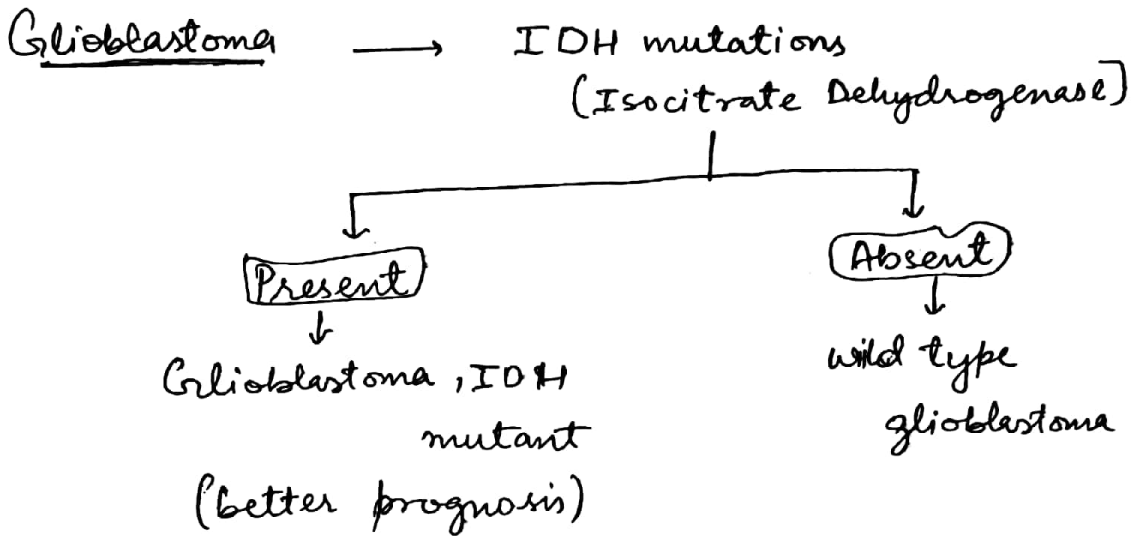 Glioblastoma → IDH mutations
(Isocitrate Dehydrogenase]
Present
Absent
Glioblastoma, IDH
mutant
(better prognosis)
wild type
glioblastoma